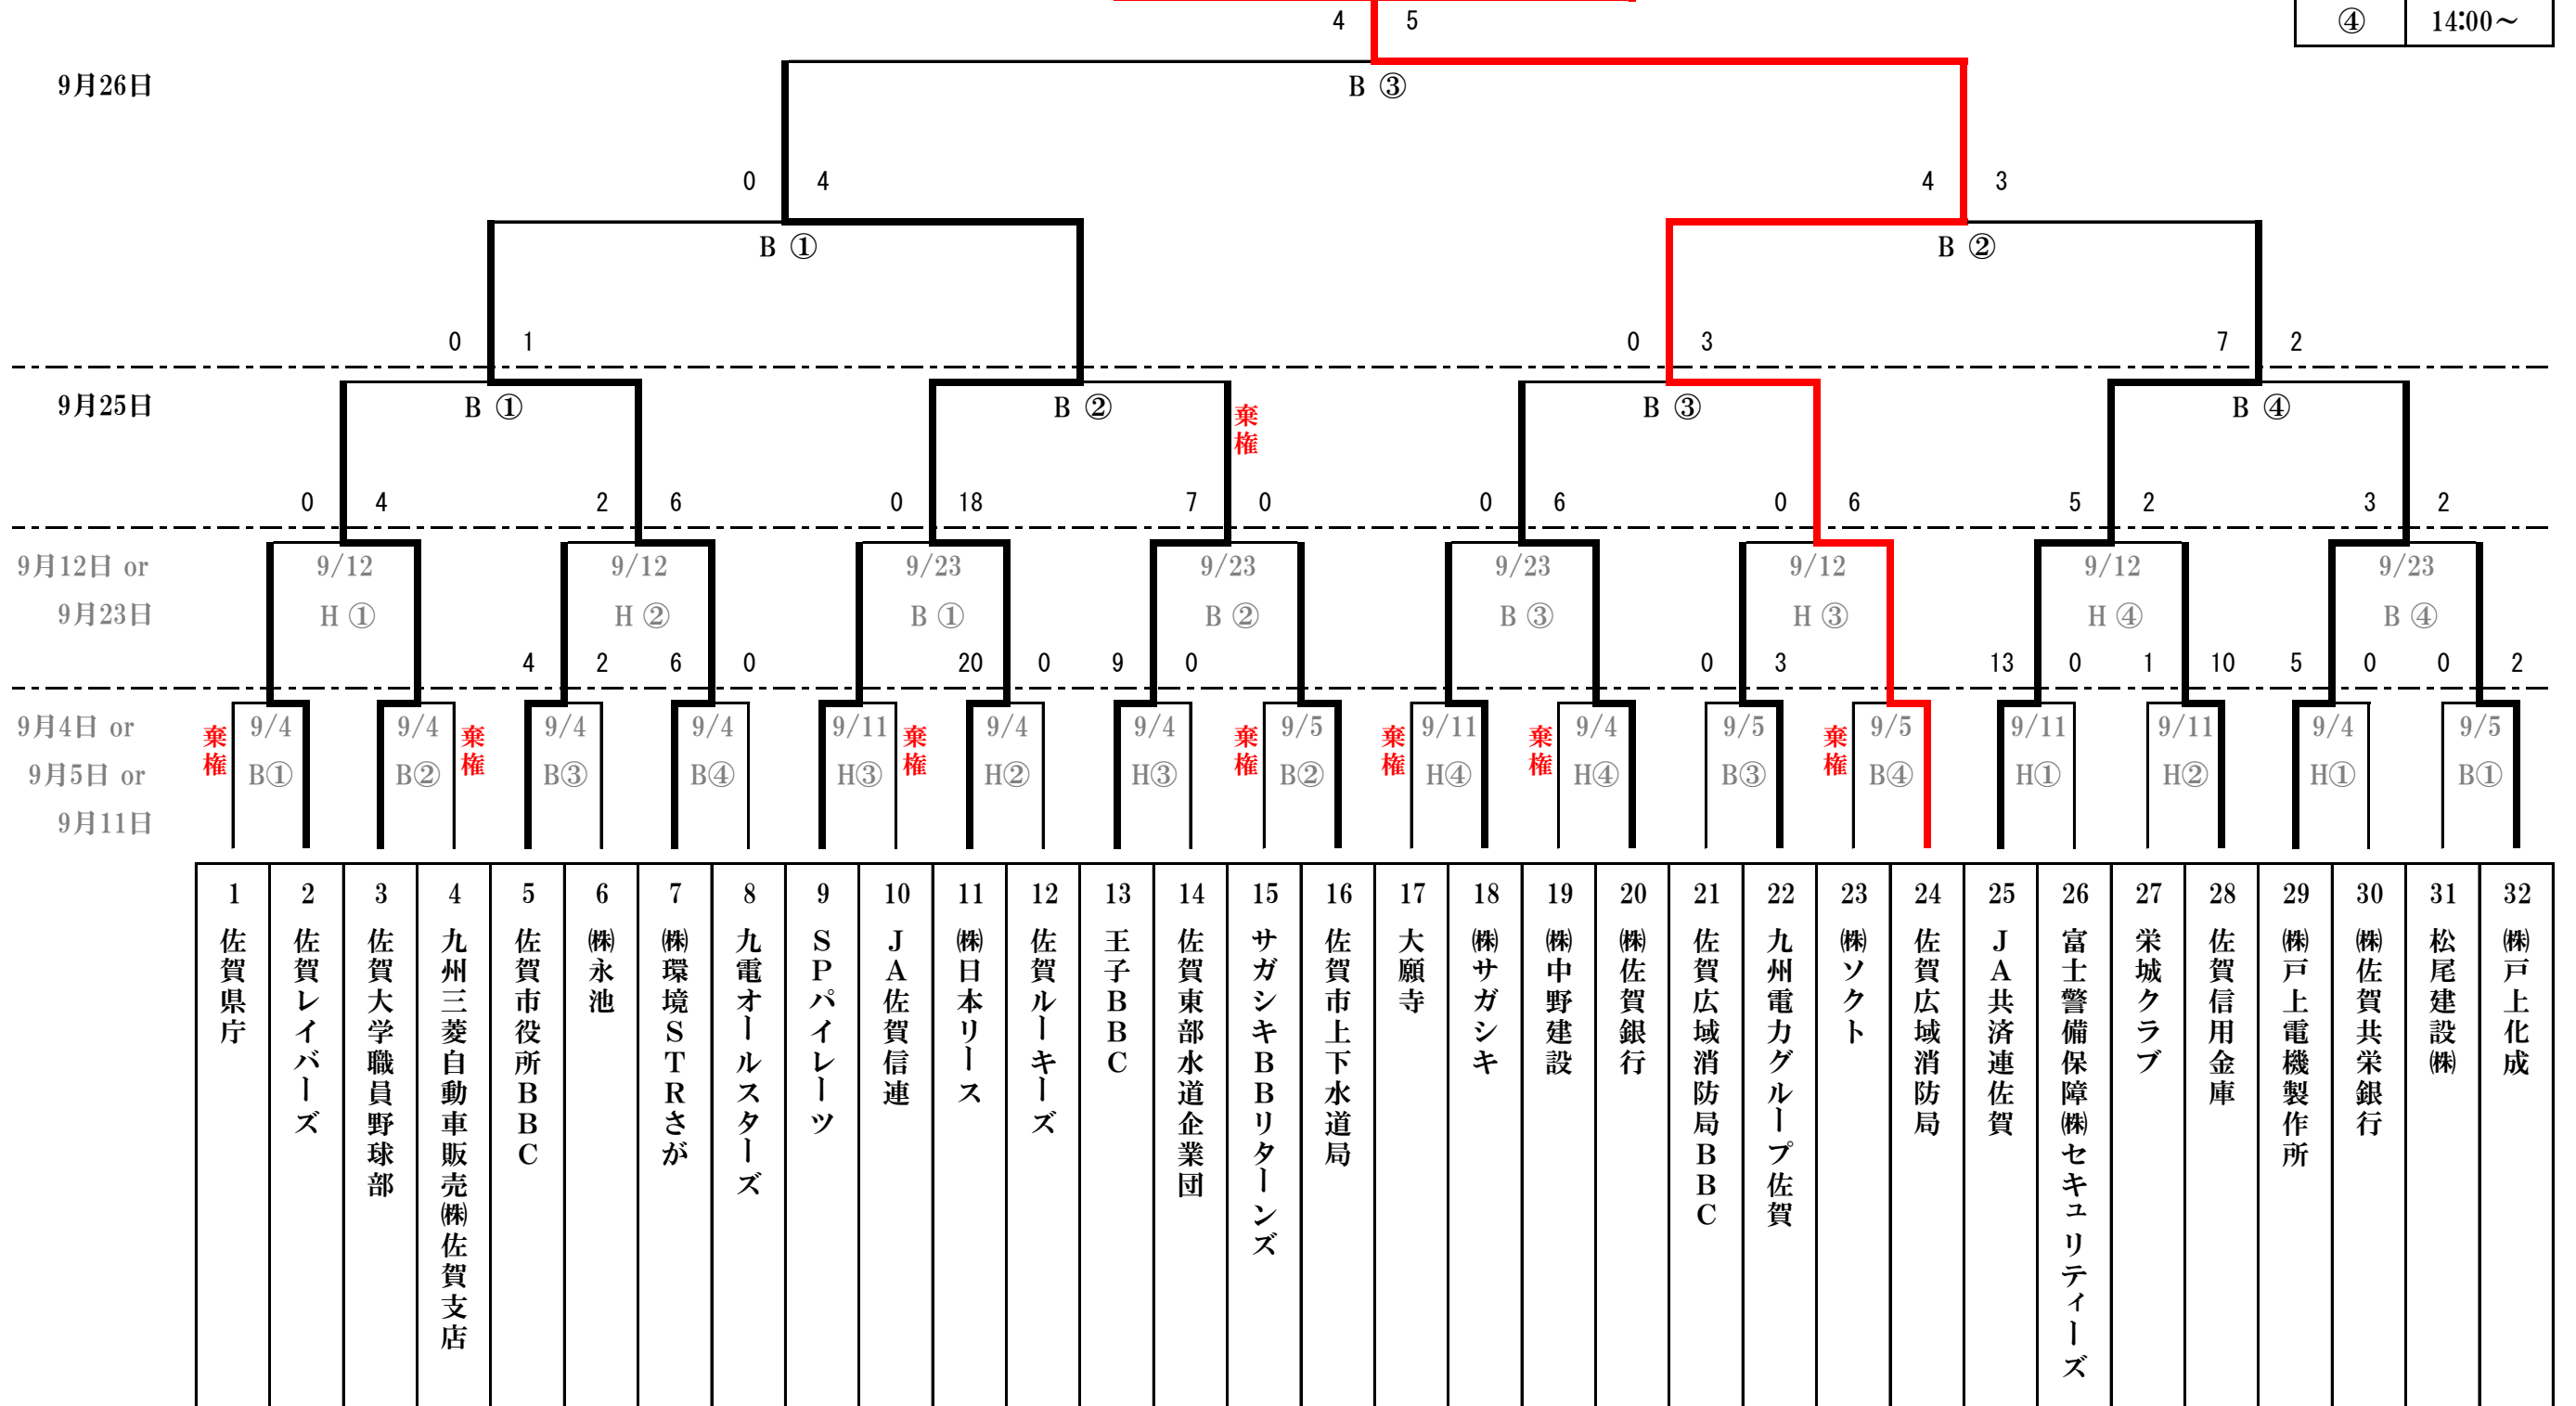 4 5
④ 14:00～
9月26日
B ③
0 4 4 3
B ① B ②
0 1 0 3 7 2
9月25日
B ① B ② 棄権 B ③ B ④
0 4 2 6 0 18 7 0 0 6 0 6 5 2 3 2
9月12日 or 9/12 9/12 9/23 9/23 9/23 9/12 9/12 9/23
9月23日 H ① H ② B ① B ② B ③ H ③ H ④ B ④
4 2 6 0 20 0 9 0 0 3 13 0 1 10 5 0 0 2
9月4日 or 9/4 9/4 9/4 9/4 9/11 9/4 9/4 9/5 9/11 9/4 9/5 9/5 9/11 9/11 9/4 9/5
棄権 棄権 棄権 棄権 棄権 棄権 棄権
9月5日 or B① B② B③ B④ H③ H② H③ B② H④ H④ B③ B④ H① H② H① B①
9月11日
1 佐賀県庁
2 佐賀レイバーズ
3 佐賀大学職員野球部
4 九州三菱自動車販売㈱佐賀支店
5 佐賀市役所ＢＢＣ
6 ㈱永池
7 ㈱環境ＳＴＲさが
8 九電オールスターズ
9 ＳＰパイレーツ
10 ＪＡ佐賀信連
11 ㈱日本リース
12 佐賀ルーキーズ
13 王子ＢＢＣ
14 佐賀東部水道企業団
15 サガシキＢＢリターンズ
16 佐賀市上下水道局
17 大願寺
18 ㈱サガシキ
19 ㈱中野建設
20 ㈱佐賀銀行
21 佐賀広域消防局ＢＢＣ
22 九州電力グループ佐賀
23 ㈱ソクト
24 佐賀広域消防局
25 ＪＡ共済連佐賀
26 富士警備保障㈱セキュリティーズ
27 栄城クラブ
28 佐賀信用金庫
29 ㈱戸上電機製作所
30 ㈱佐賀共栄銀行
31 松尾建設㈱
32 ㈱戸上化成